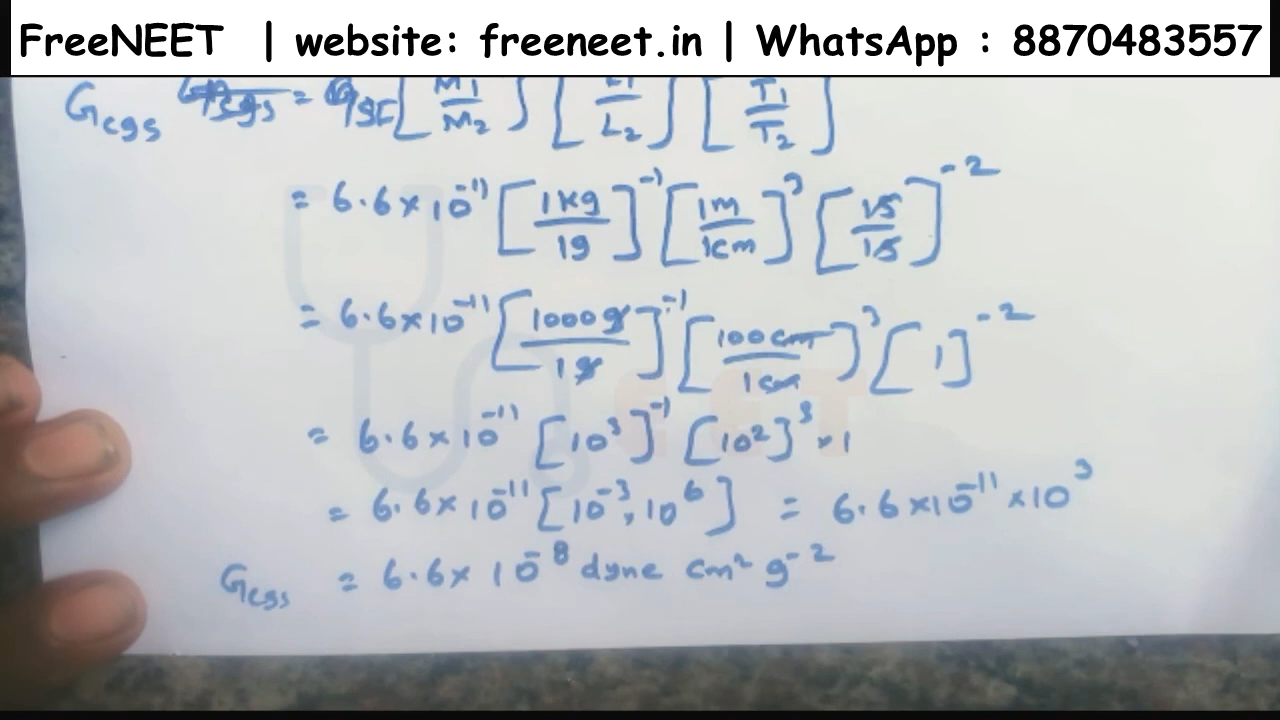 FreeNEET | website: freeneet.in | WhatsApp : 8870483557
G_cgs = G_SI [M₁/M₂] [L₁/L₂] [T₁/T₂]
= 6.6 × 10⁻¹¹ [1kg/1g]⁻¹ [1m/1cm]³ [1s/1s]⁻²
= 6.6×10⁻¹¹ [1000g/1g]⁻¹ [100cm/1cm]³ [1]⁻²
= 6.6×10⁻¹¹ [10³]⁻¹ [10²]³ × 1
= 6.6× 10⁻¹¹ [10⁻³, 10⁶] = 6.6×10⁻¹¹ ×10³
G_cgs = 6.6× 10⁻⁸ dyne cm² g⁻²